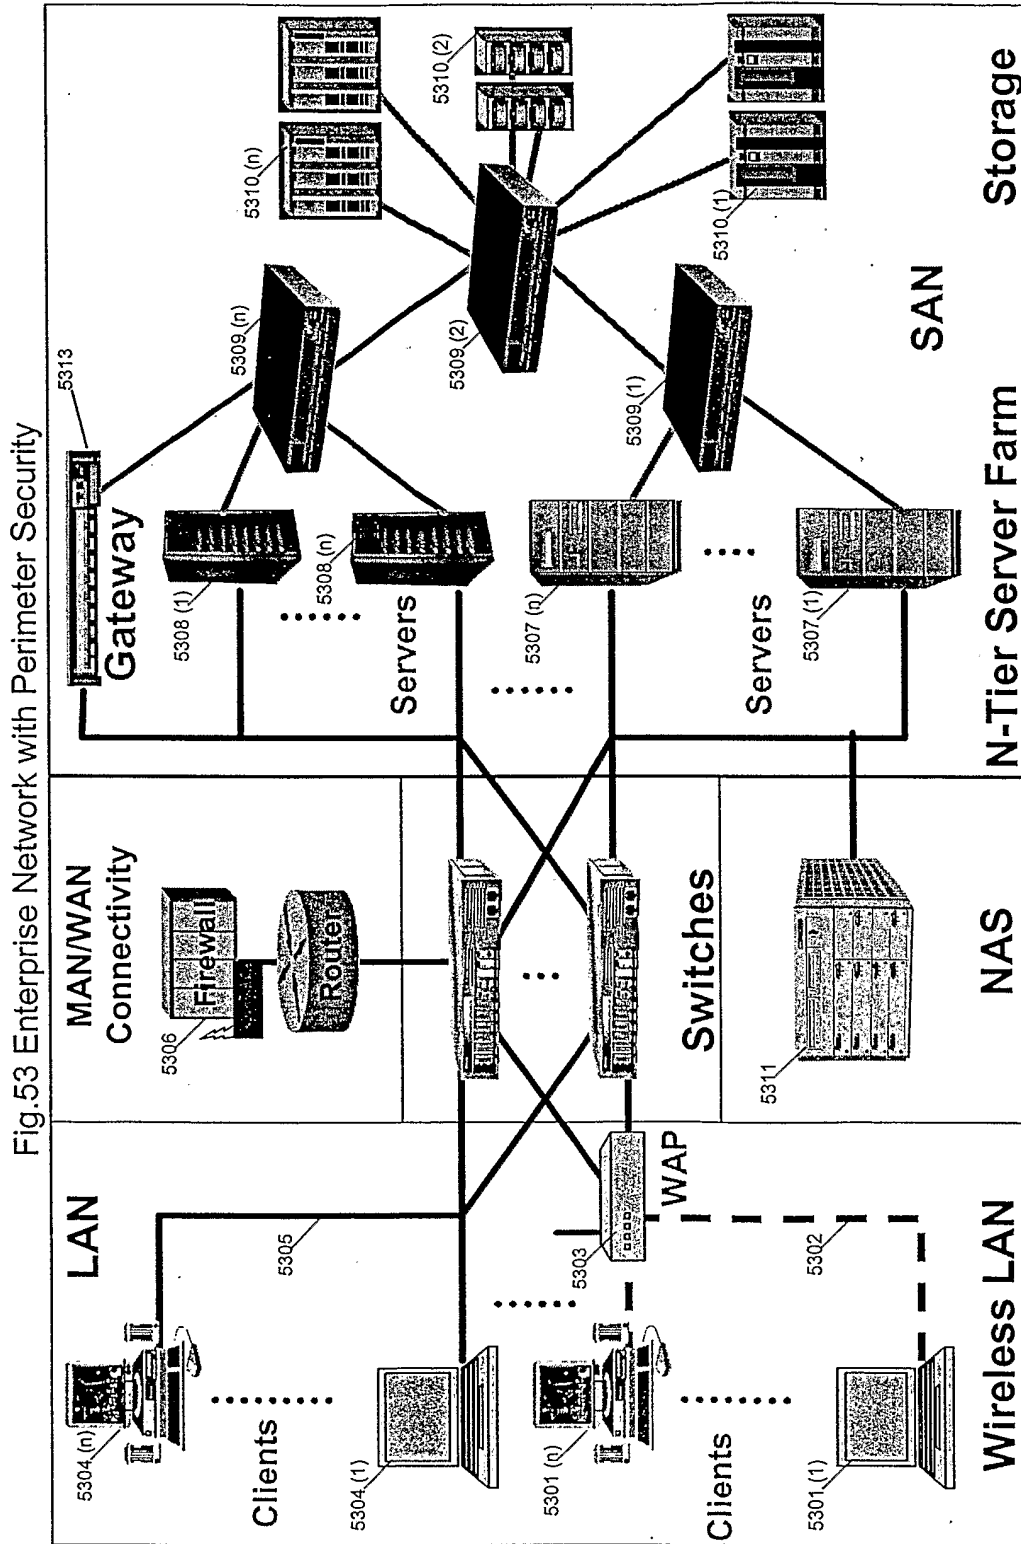 Fig.53 Enterprise Network with Perimeter Security
LAN
5304 (n)
Clients
5304 (1)
5305
5303
WAP
5301 (n)
Clients
5301 (1)
5302
Wireless LAN
MAN/WAN
Connectivity
Firewall
5306
Router
Switches
5311
NAS
5313
Gateway
5308 (1)
5308 (n)
Servers
5307 (n)
Servers
5307 (1)
N-Tier Server Farm
5309 (n)
5309 (2)
5309 (1)
SAN
5310 (n)
5310 (2)
5310 (1)
Storage